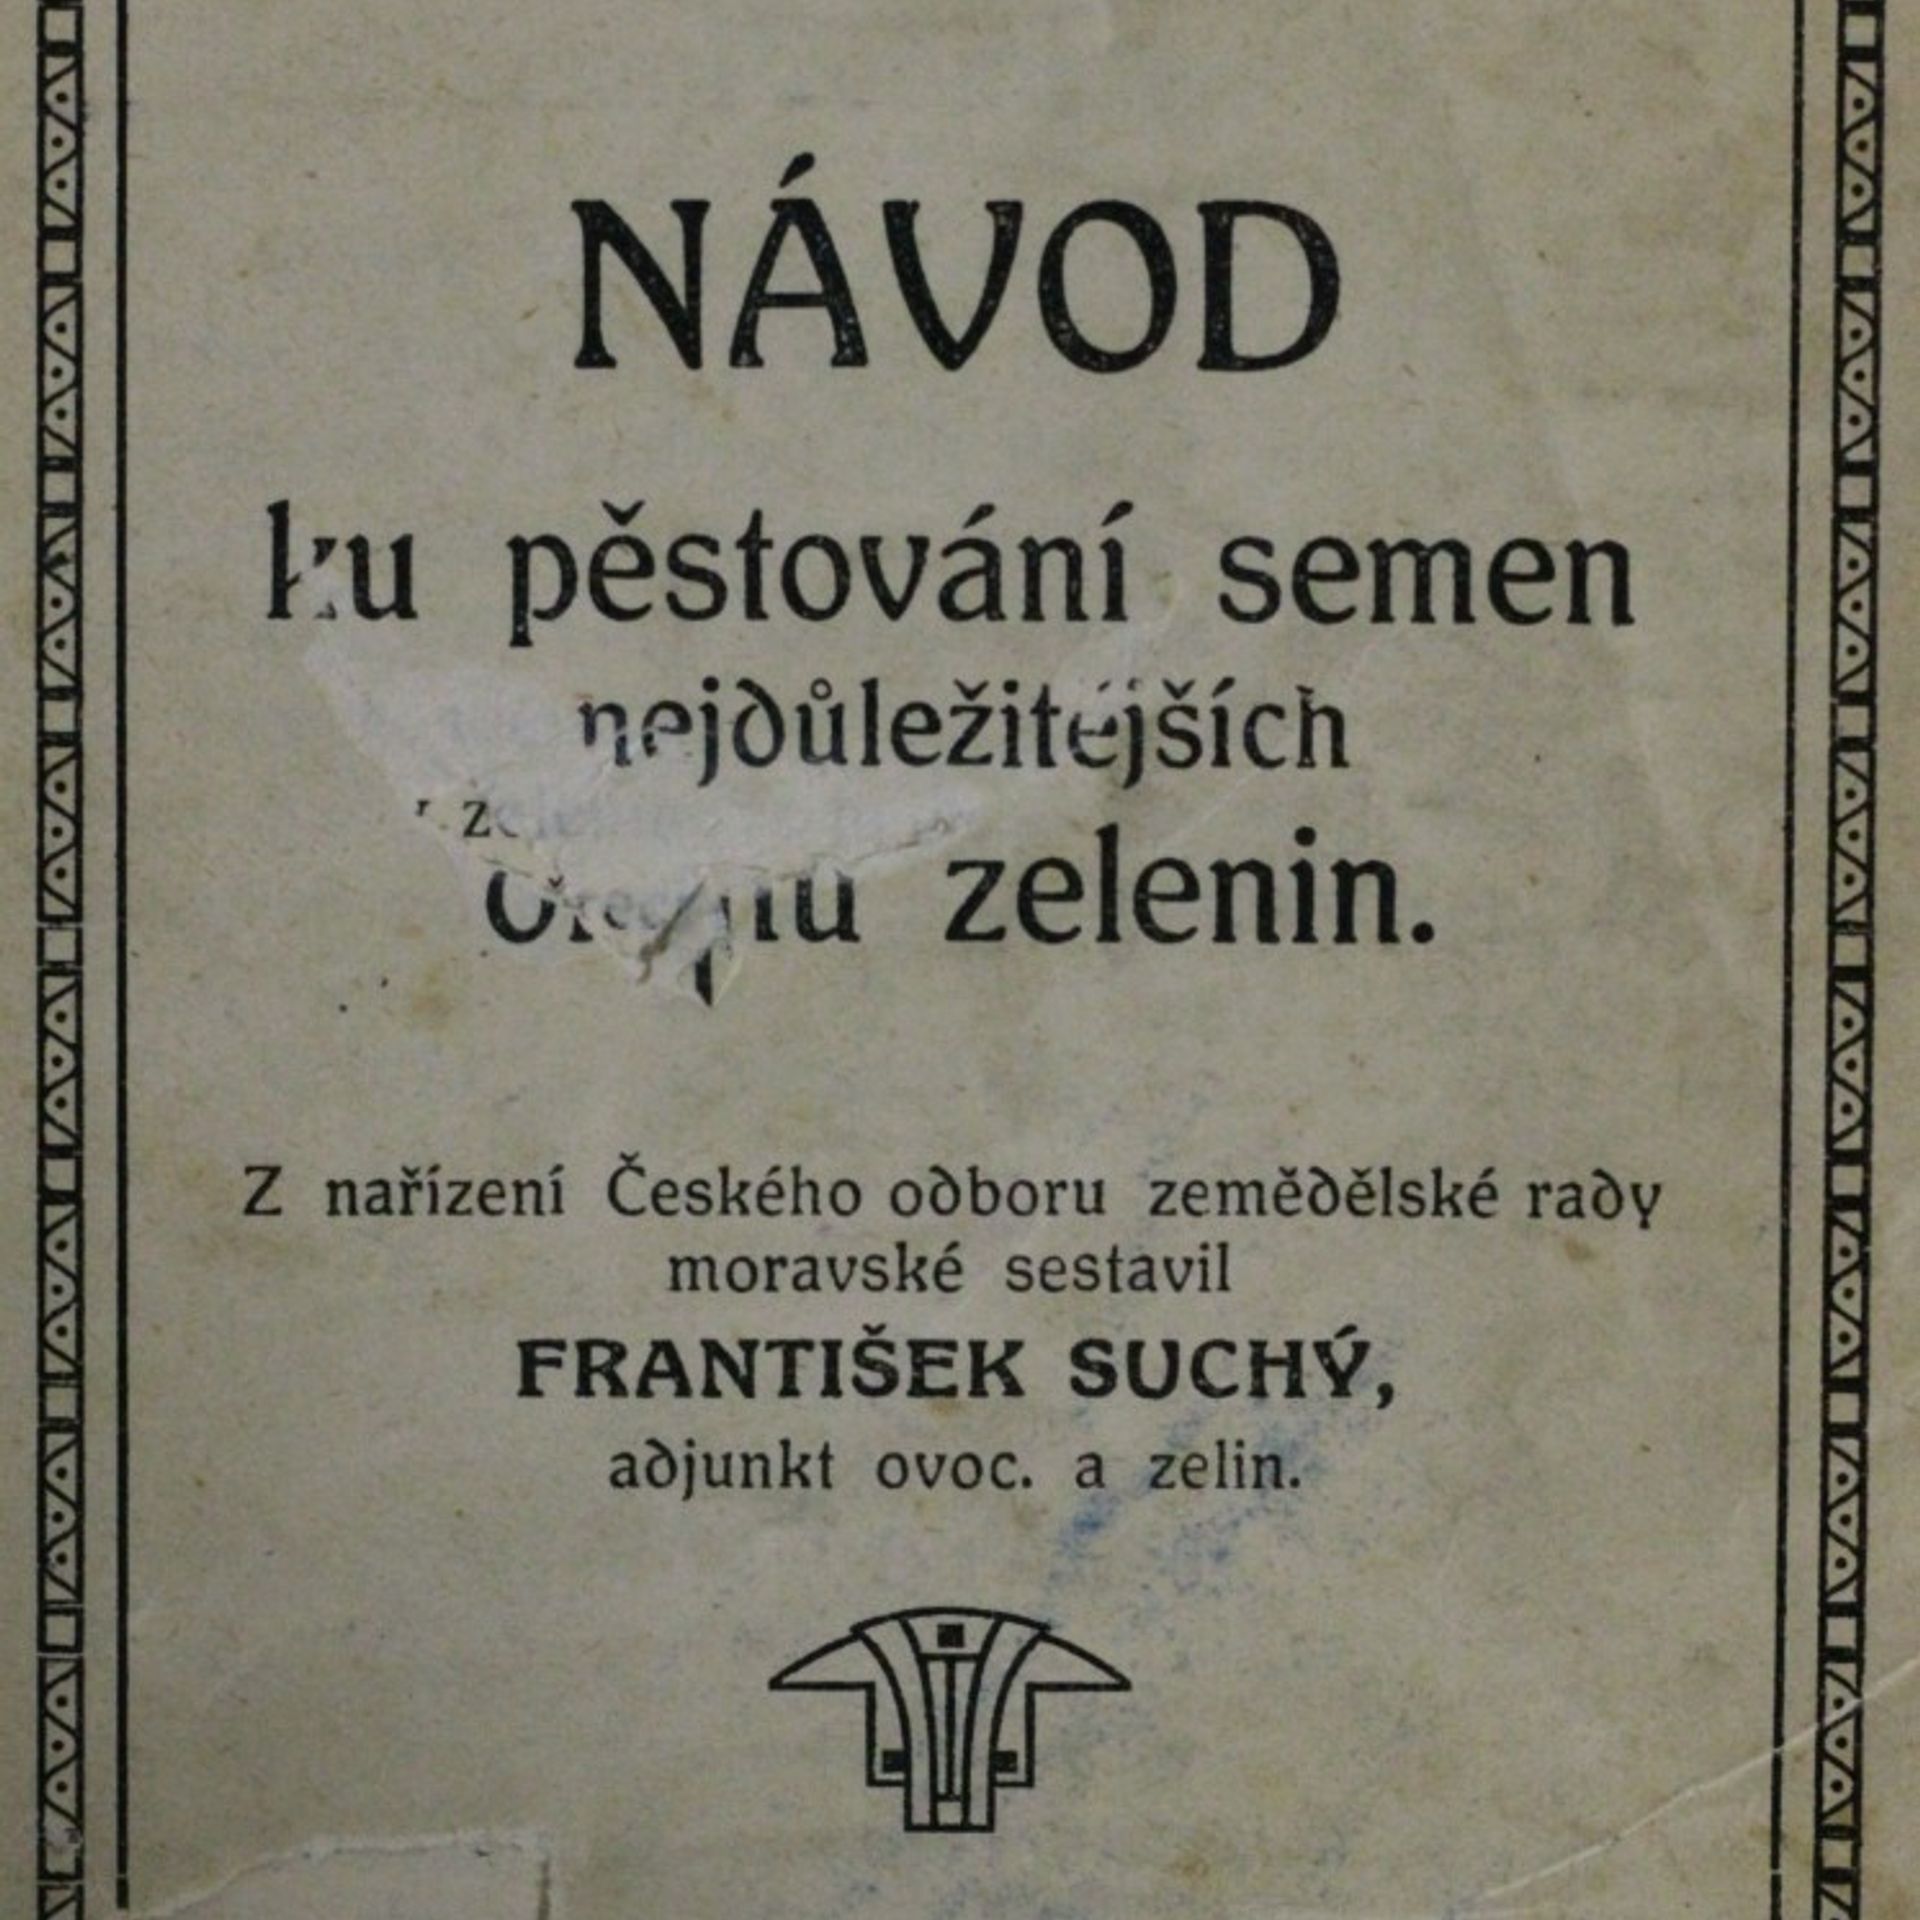 NÁVOD
ku pěstování semen
nejdůležitějších
zelenin.
Z nařízení Českého odboru zemědělské rady
moravské sestavil
FRANTIŠEK SUCHÝ,
adjunkt ovoc. a zelin.